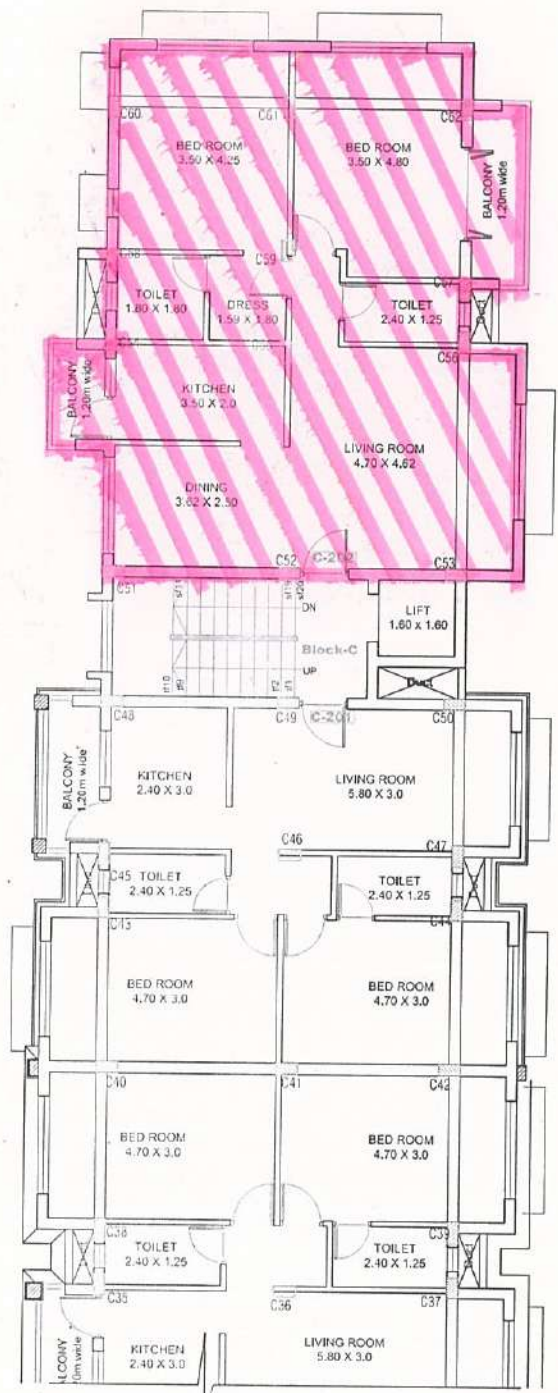 C60
C61
C62
BED ROOM
3.50 X 4.25
BED ROOM
3.50 X 4.80
BALCONY
1.20m wide
C58
C59
C57
TOILET
1.80 X 1.80
DRESS
1.59 X 1.80
TOILET
2.40 X 1.25
Duct
C56
BALCONY
1.20m wide
KITCHEN
3.50 X 2.0
LIVING ROOM
4.70 X 4.62
DINING
3.62 X 2.50
C52
C-202
C53
C51
DN
LIFT
1.60 x 1.60
Block-C
UP
Duct
C48
C49
C-201
C50
BALCONY
1.20m wide
KITCHEN
2.40 X 3.0
LIVING ROOM
5.80 X 3.0
C46
C47
C45
TOILET
2.40 X 1.25
TOILET
2.40 X 1.25
C43
C44
BED ROOM
4.70 X 3.0
BED ROOM
4.70 X 3.0
C40
C41
C42
BED ROOM
4.70 X 3.0
BED ROOM
4.70 X 3.0
C38
C39
TOILET
2.40 X 1.25
TOILET
2.40 X 1.25
C35
C36
C37
KITCHEN
2.40 X 3.0
LIVING ROOM
5.80 X 3.0